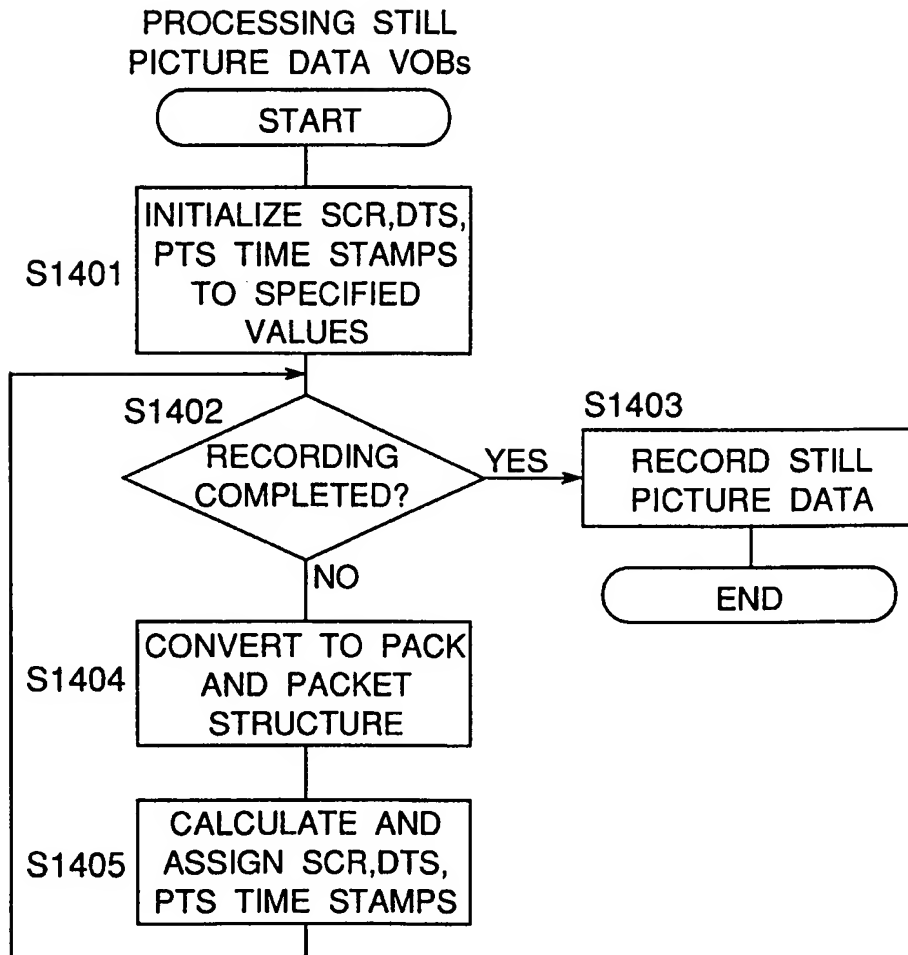 PROCESSING STILL
PICTURE DATA VOBs
START
S1401
INITIALIZE SCR,DTS,
PTS TIME STAMPS
TO SPECIFIED
VALUES
S1402
RECORDING
COMPLETED?
YES
S1403
RECORD STILL
PICTURE DATA
END
NO
S1404
CONVERT TO PACK
AND PACKET
STRUCTURE
S1405
CALCULATE AND
ASSIGN SCR,DTS,
PTS TIME STAMPS